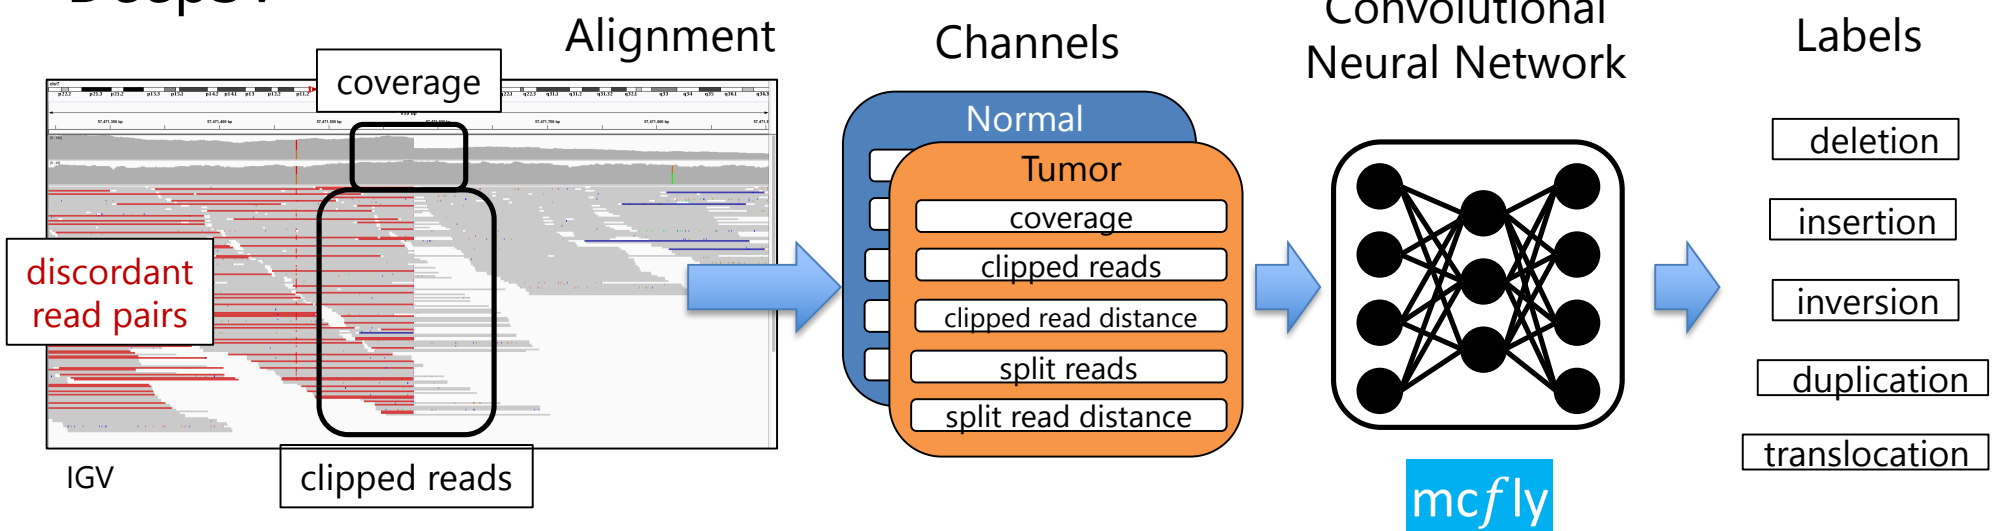 Alignment
coverage
chr7
discordant
read pairs
clipped reads
IGV
Channels
Normal
Tumor
coverage
clipped reads
clipped read distance
split reads
split read distance
Convolutional
Neural Network
mcfly
Labels
deletion
insertion
inversion
duplication
translocation